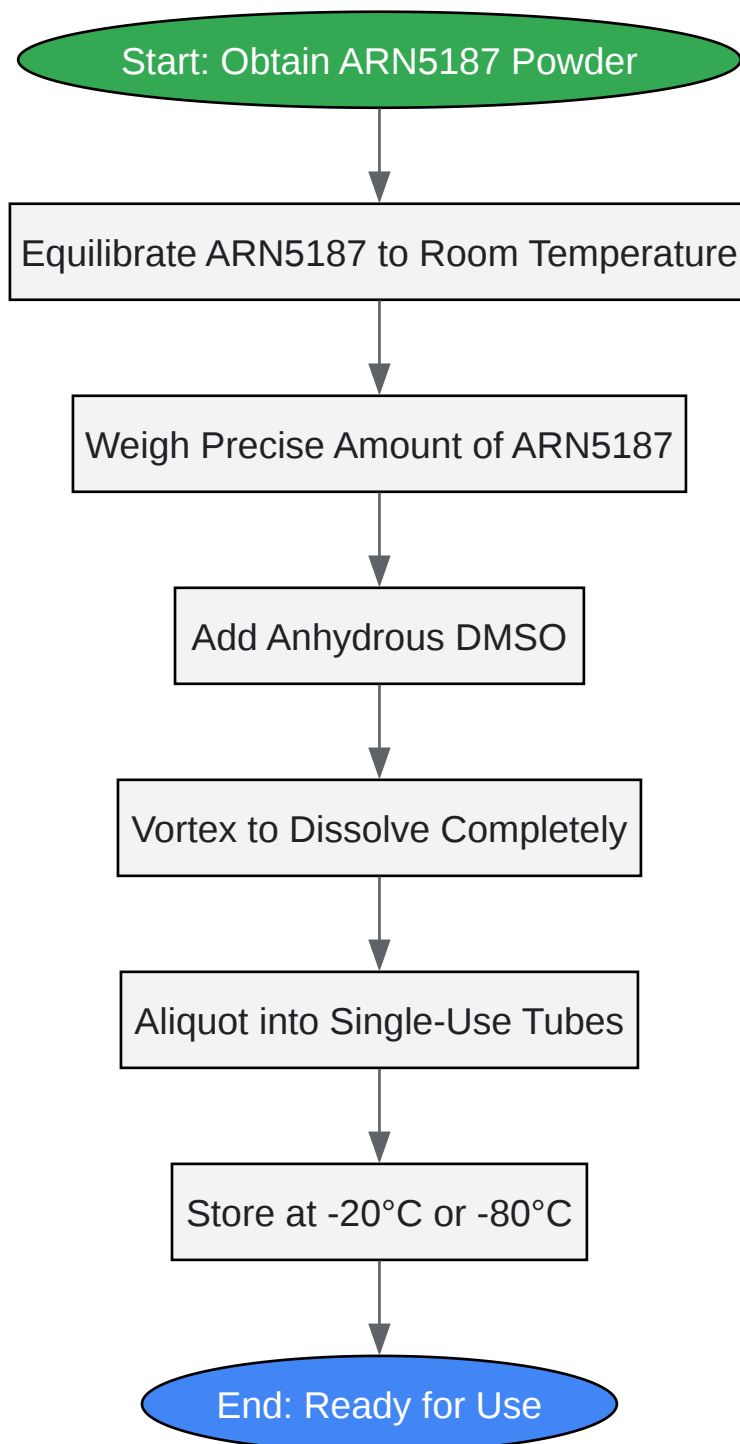 Start: Obtain ARN5187 Powder
Equilibrate ARN5187 to Room Temperature
Weigh Precise Amount of ARN5187
Add Anhydrous DMSO
Vortex to Dissolve Completely
Aliquot into Single-Use Tubes
Store at -20°C or -80°C
End: Ready for Use